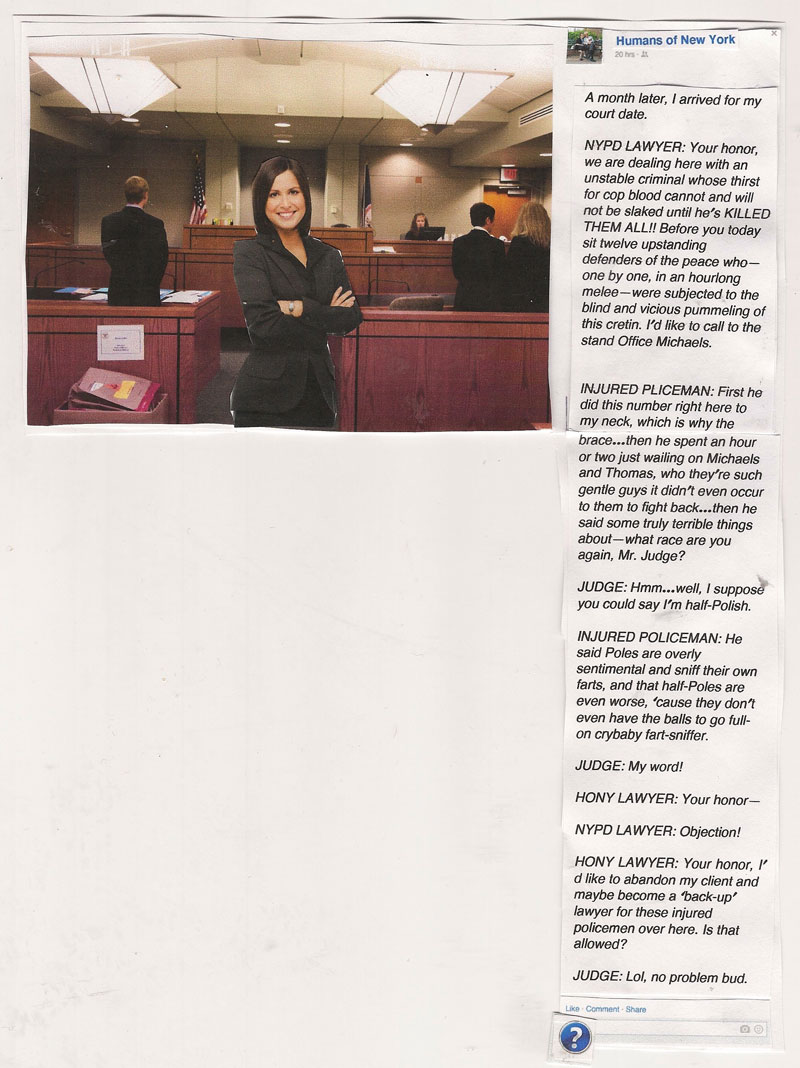 Humans of New York
20 hrs ·
A month later, I arrived for my
court date.
NYPD LAWYER: Your honor,
we are dealing here with an
unstable criminal whose thirst
for cop blood cannot and will
not be slaked until he's KILLED
THEM ALL!! Before you today
sit twelve upstanding
defenders of the peace who—
one by one, in an hourlong
melee—were subjected to the
blind and vicious pummeling of
this cretin. I'd like to call to the
stand Office Michaels.
INJURED PLICEMAN: First he
did this number right here to
my neck, which is why the
brace...then he spent an hour
or two just wailing on Michaels
and Thomas, who they're such
gentle guys it didn't even occur
to them to fight back...then he
said some truly terrible things
about—what race are you
again, Mr. Judge?
JUDGE: Hmm...well, I suppose
you could say I'm half-Polish.
INJURED POLICEMAN: He
said Poles are overly
sentimental and sniff their own
farts, and that half-Poles are
even worse, 'cause they don't
even have the balls to go full-
on crybaby fart-sniffer.
JUDGE: My word!
HONY LAWYER: Your honor—
NYPD LAWYER: Objection!
HONY LAWYER: Your honor, I'
d like to abandon my client and
maybe become a 'back-up'
lawyer for these injured
policemen over here. Is that
allowed?
JUDGE: Lol, no problem bud.
Like · Comment · Share
?